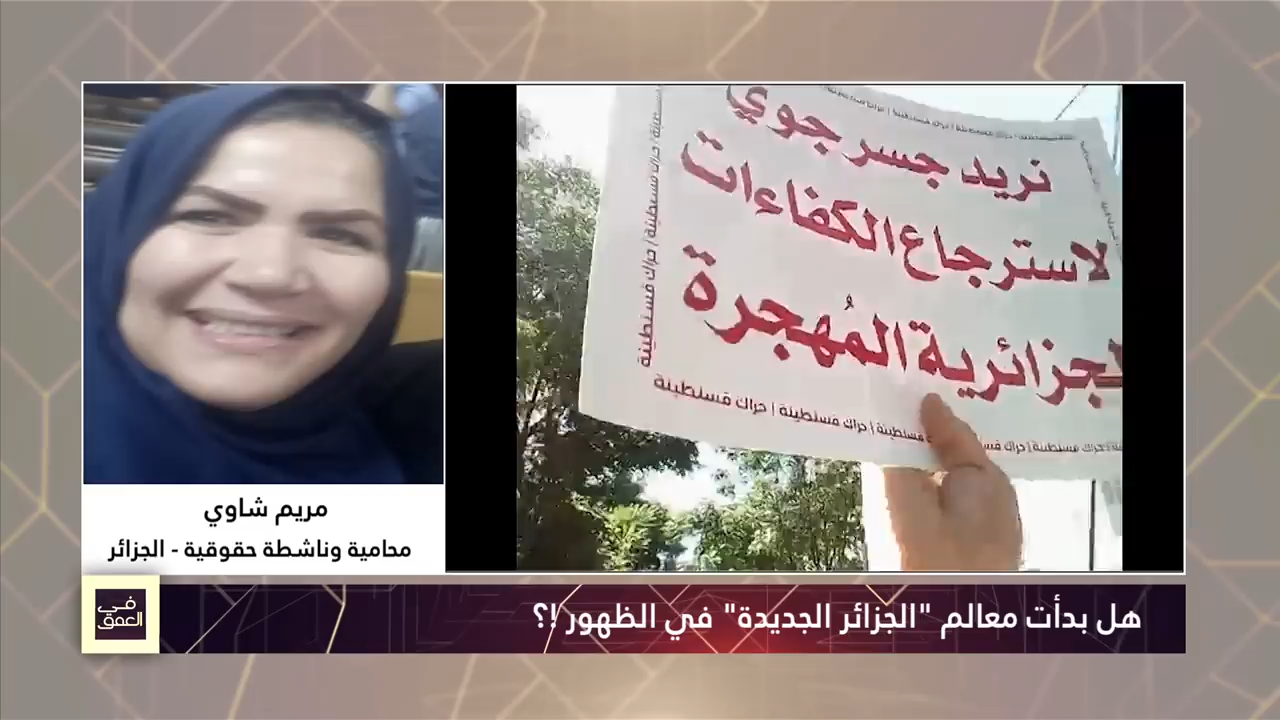 نريد جسر جوي
لاسترجاع الكفاءات
لجزائرية المُهجرة
حراك قسنطينة | حراك قسنطينة | حراك قسنطينة
مريم شاوي
محامية وناشطة حقوقية - الجزائر
في
العمق
هل بدأت معالم "الجزائر الجديدة" في الظهور !؟